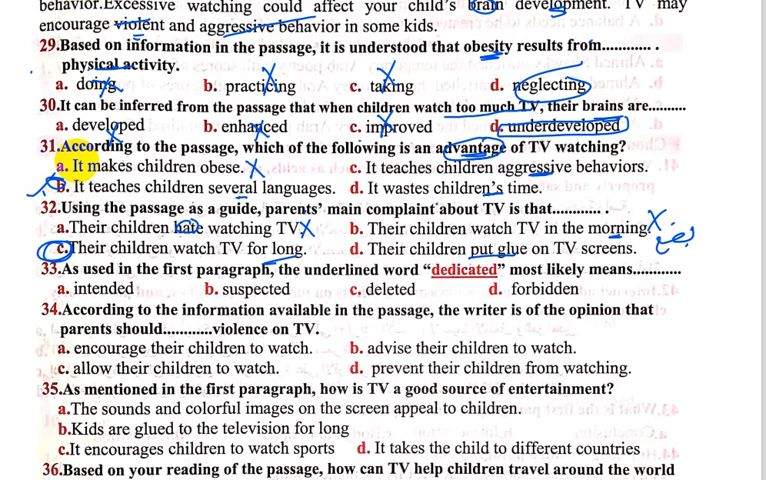 behavior.Excessive watching could affect your child's brain development. TV may
encourage violent and aggressive behavior in some kids.
29.Based on information in the passage, it is understood that obesity results from............ .
physical activity.
a. doing b. practicing c. taking d. neglecting
30.It can be inferred from the passage that when children watch too much TV, their brains are.........
a. developed b. enhanced c. improved d. underdeveloped
31.According to the passage, which of the following is an advantage of TV watching?
a. It makes children obese. c. It teaches children aggressive behaviors.
b. It teaches children several languages. d. It wastes children's time.
32.Using the passage as a guide, parents' main complaint about TV is that............ .
a.Their children hate watching TV b. Their children watch TV in the morning.
c.Their children watch TV for long. d. Their children put glue on TV screens.
33.As used in the first paragraph, the underlined word “dedicated” most likely means............
a. intended b. suspected c. deleted d. forbidden
34.According to the information available in the passage, the writer is of the opinion that
parents should...........violence on TV.
a. encourage their children to watch. b. advise their children to watch.
c. allow their children to watch. d. prevent their children from watching.
35.As mentioned in the first paragraph, how is TV a good source of entertainment?
a.The sounds and colorful images on the screen appeal to children.
b.Kids are glued to the television for long
c.It encourages children to watch sports d. It takes the child to different countries
36.Based on your reading of the passage, how can TV help children travel around the world